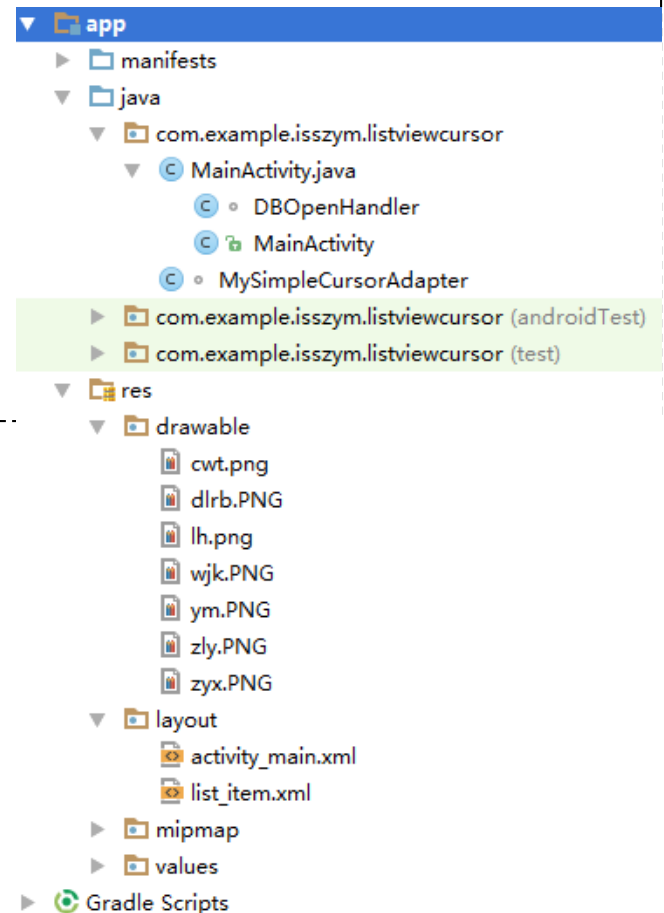 app
manifests
java
com.example.isszym.listviewcursor
MainActivity.java
DBOpenHandler
MainActivity
MySimpleCursorAdapter
com.example.isszym.listviewcursor (androidTest)
com.example.isszym.listviewcursor (test)
res
drawable
cwt.png
dlrb.PNG
lh.png
wjk.PNG
ym.PNG
zly.PNG
zyx.PNG
layout
activity_main.xml
list_item.xml
mipmap
values
Gradle Scripts